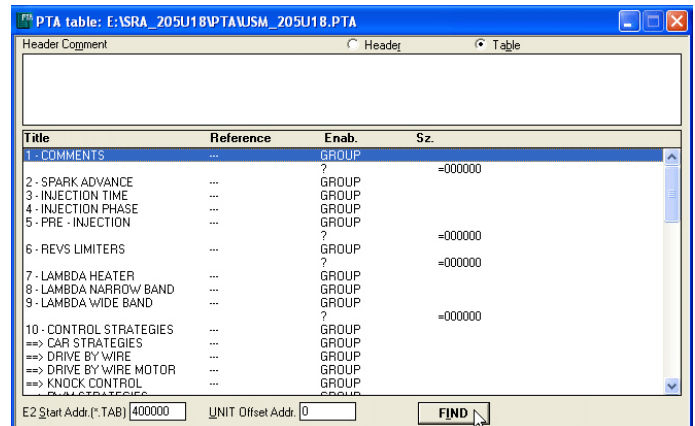 PTA table: E:\SRA_205U18\PTA\USM_205U18.PTA
Header Comment Header Table
Title Reference Enab. Sz.
1 - COMMENTS --- GROUP
? =000000
2 - SPARK ADVANCE --- GROUP
3 - INJECTION TIME --- GROUP
4 - INJECTION PHASE --- GROUP
5 - PRE - INJECTION --- GROUP
? =000000
6 - REVS LIMITERS --- GROUP
? =000000
7 - LAMBDA HEATER --- GROUP
8 - LAMBDA NARROW BAND --- GROUP
9 - LAMBDA WIDE BAND --- GROUP
? =000000
10 - CONTROL STRATEGIES --- GROUP
==> CAR STRATEGIES --- GROUP
==> DRIVE BY WIRE --- GROUP
==> DRIVE BY WIRE MOTOR --- GROUP
==> KNOCK CONTROL --- GROUP
==> PWM STRATEGIES --- GROUP
E2 Start Addr.(*.TAB) 400000 UNIT Offset Addr. 0 FIND